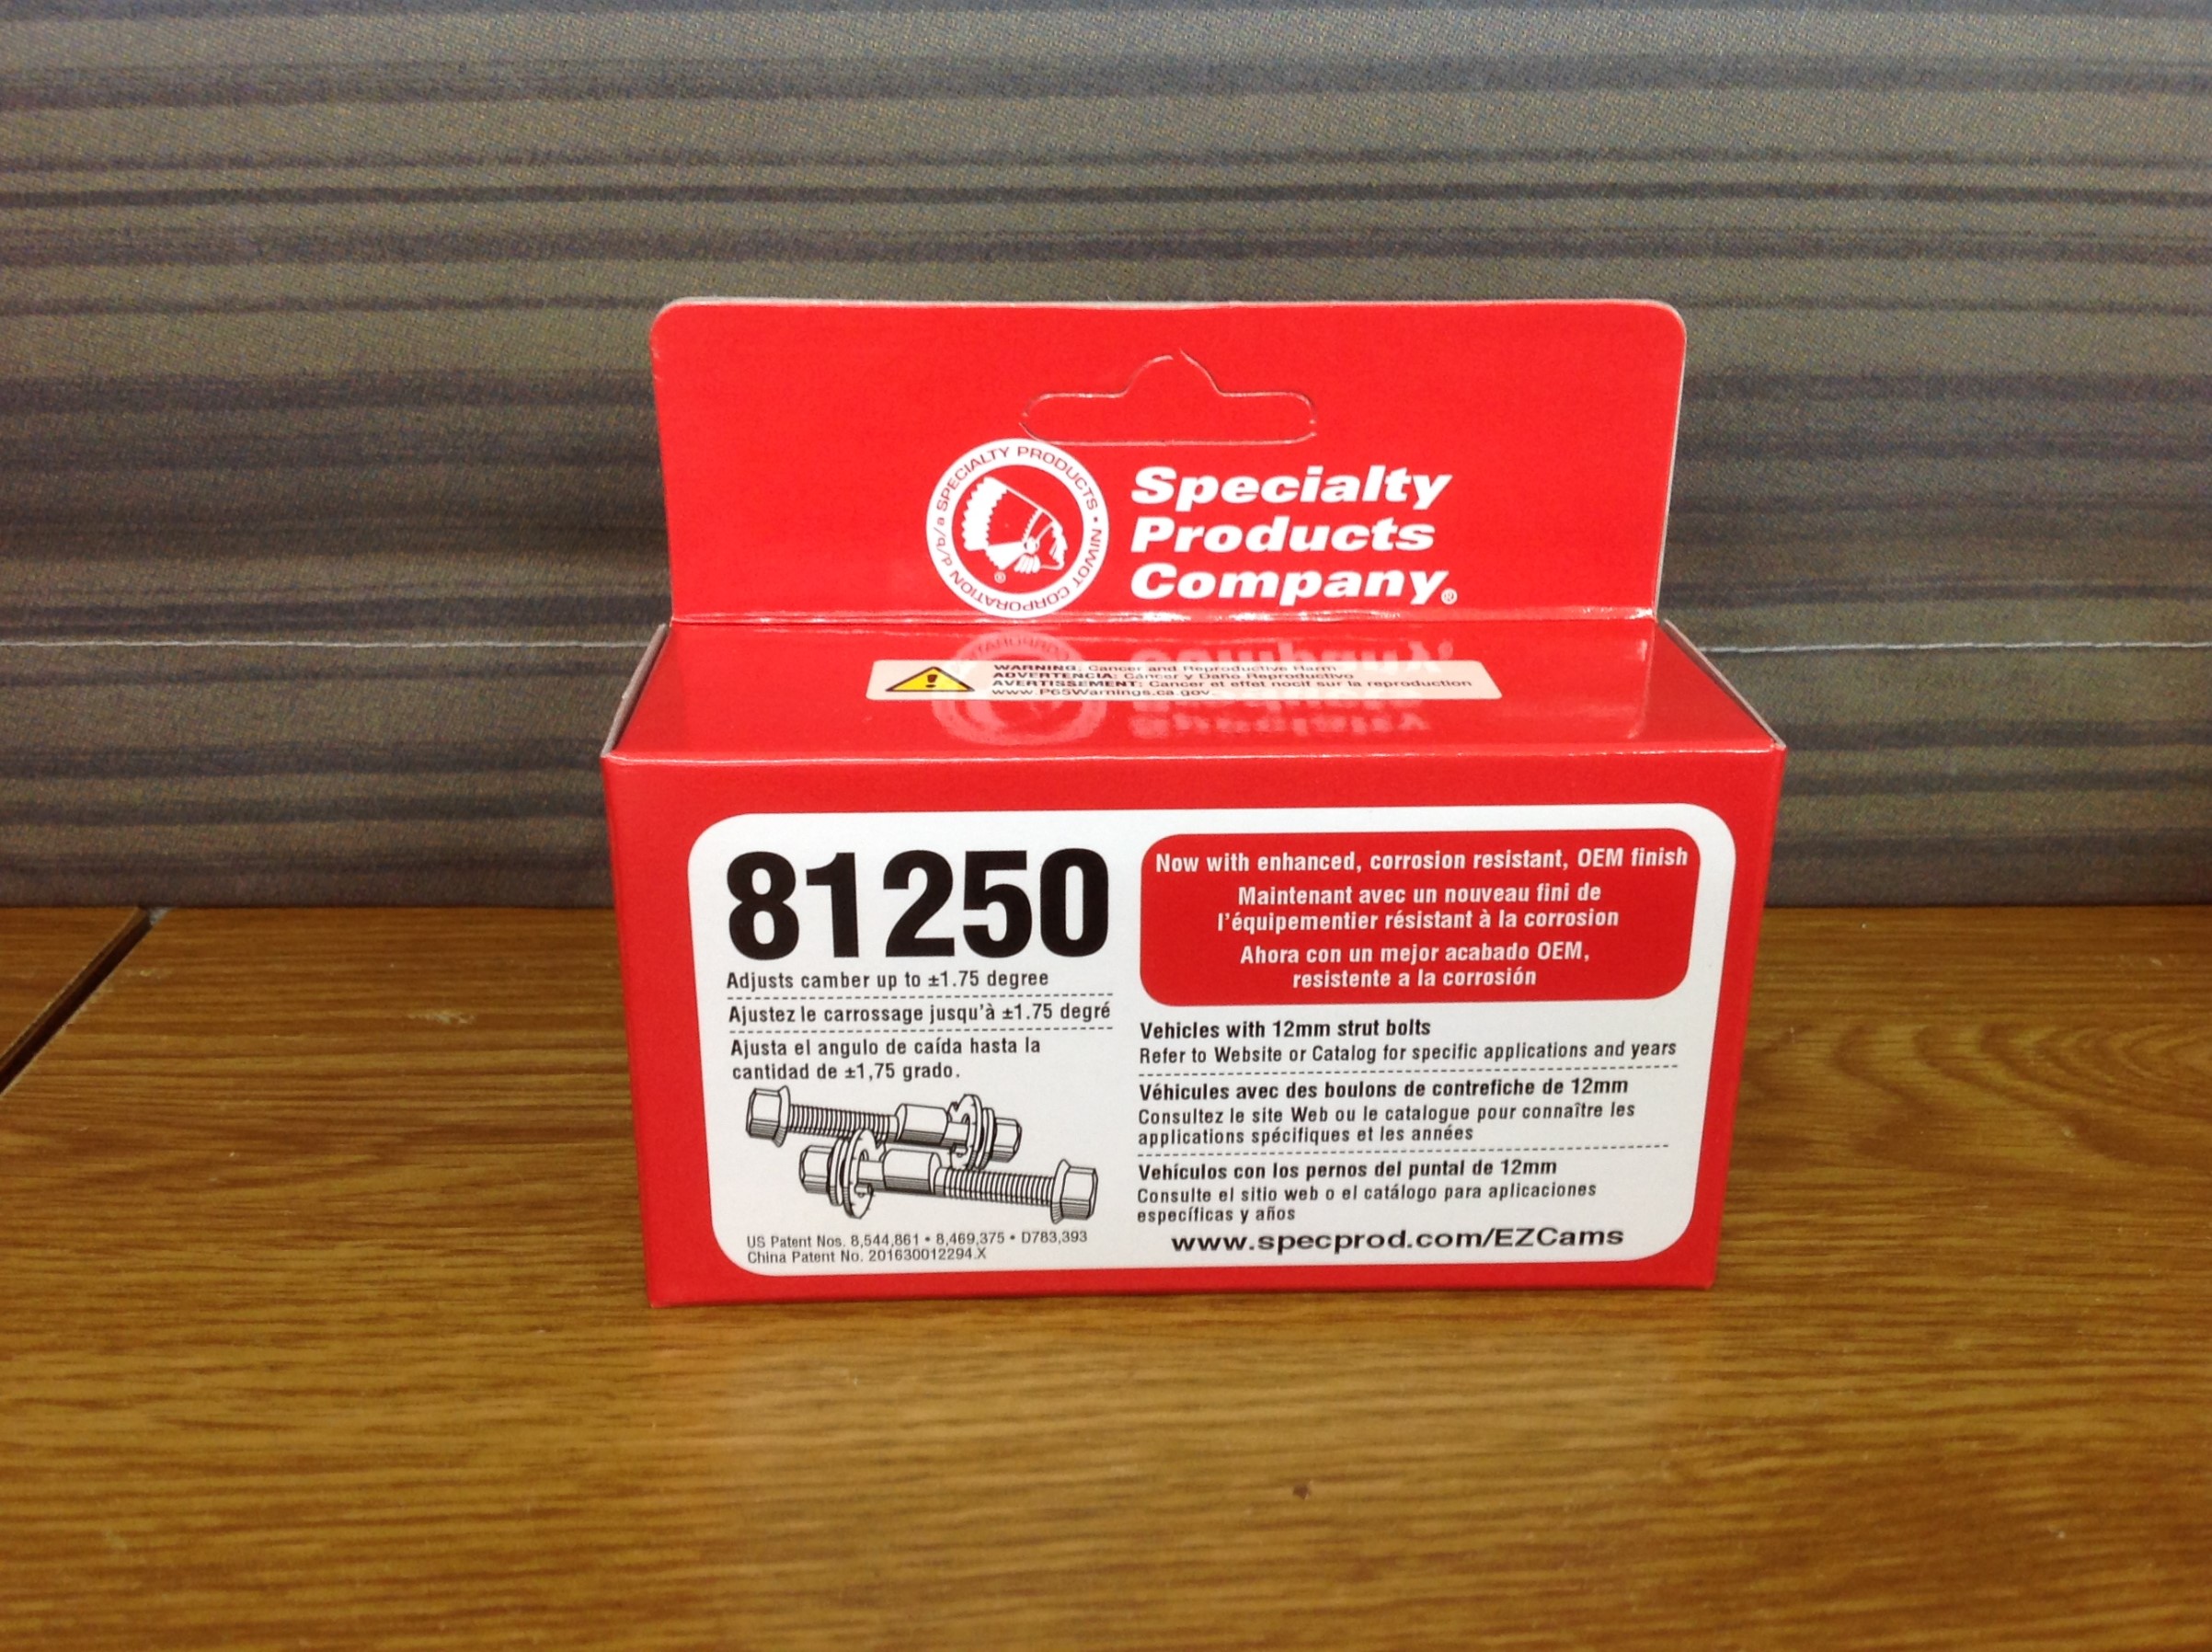 SPECIALTY PRODUCTS • NIWOT CORPORATION d/b/a
Specialty
Products
Company®
WARNING: Cancer and Reproductive Harm
ADVERTENCIA: Cáncer y Daño Reproductivo
AVERTISSEMENT: Cancer et effet nocif sur la reproduction
www.P65Warnings.ca.gov
81250
Adjusts camber up to ±1.75 degree
Ajustez le carrossage jusqu'à ±1.75 degré
Ajusta el angulo de caída hasta la
cantidad de ±1,75 grado.
US Patent Nos. 8,544,861 • 8,469,375 • D783,393
China Patent No. 201630012294.X
Now with enhanced, corrosion resistant, OEM finish
Maintenant avec un nouveau fini de
l'équipementier résistant à la corrosion
Ahora con un mejor acabado OEM,
resistente a la corrosión
Vehicles with 12mm strut bolts
Refer to Website or Catalog for specific applications and years
Véhicules avec des boulons de contrefiche de 12mm
Consultez le site Web ou le catalogue pour connaître les
applications spécifiques et les années
Vehículos con los pernos del puntal de 12mm
Consulte el sitio web o el catálogo para aplicaciones
específicas y años
www.specprod.com/EZCams